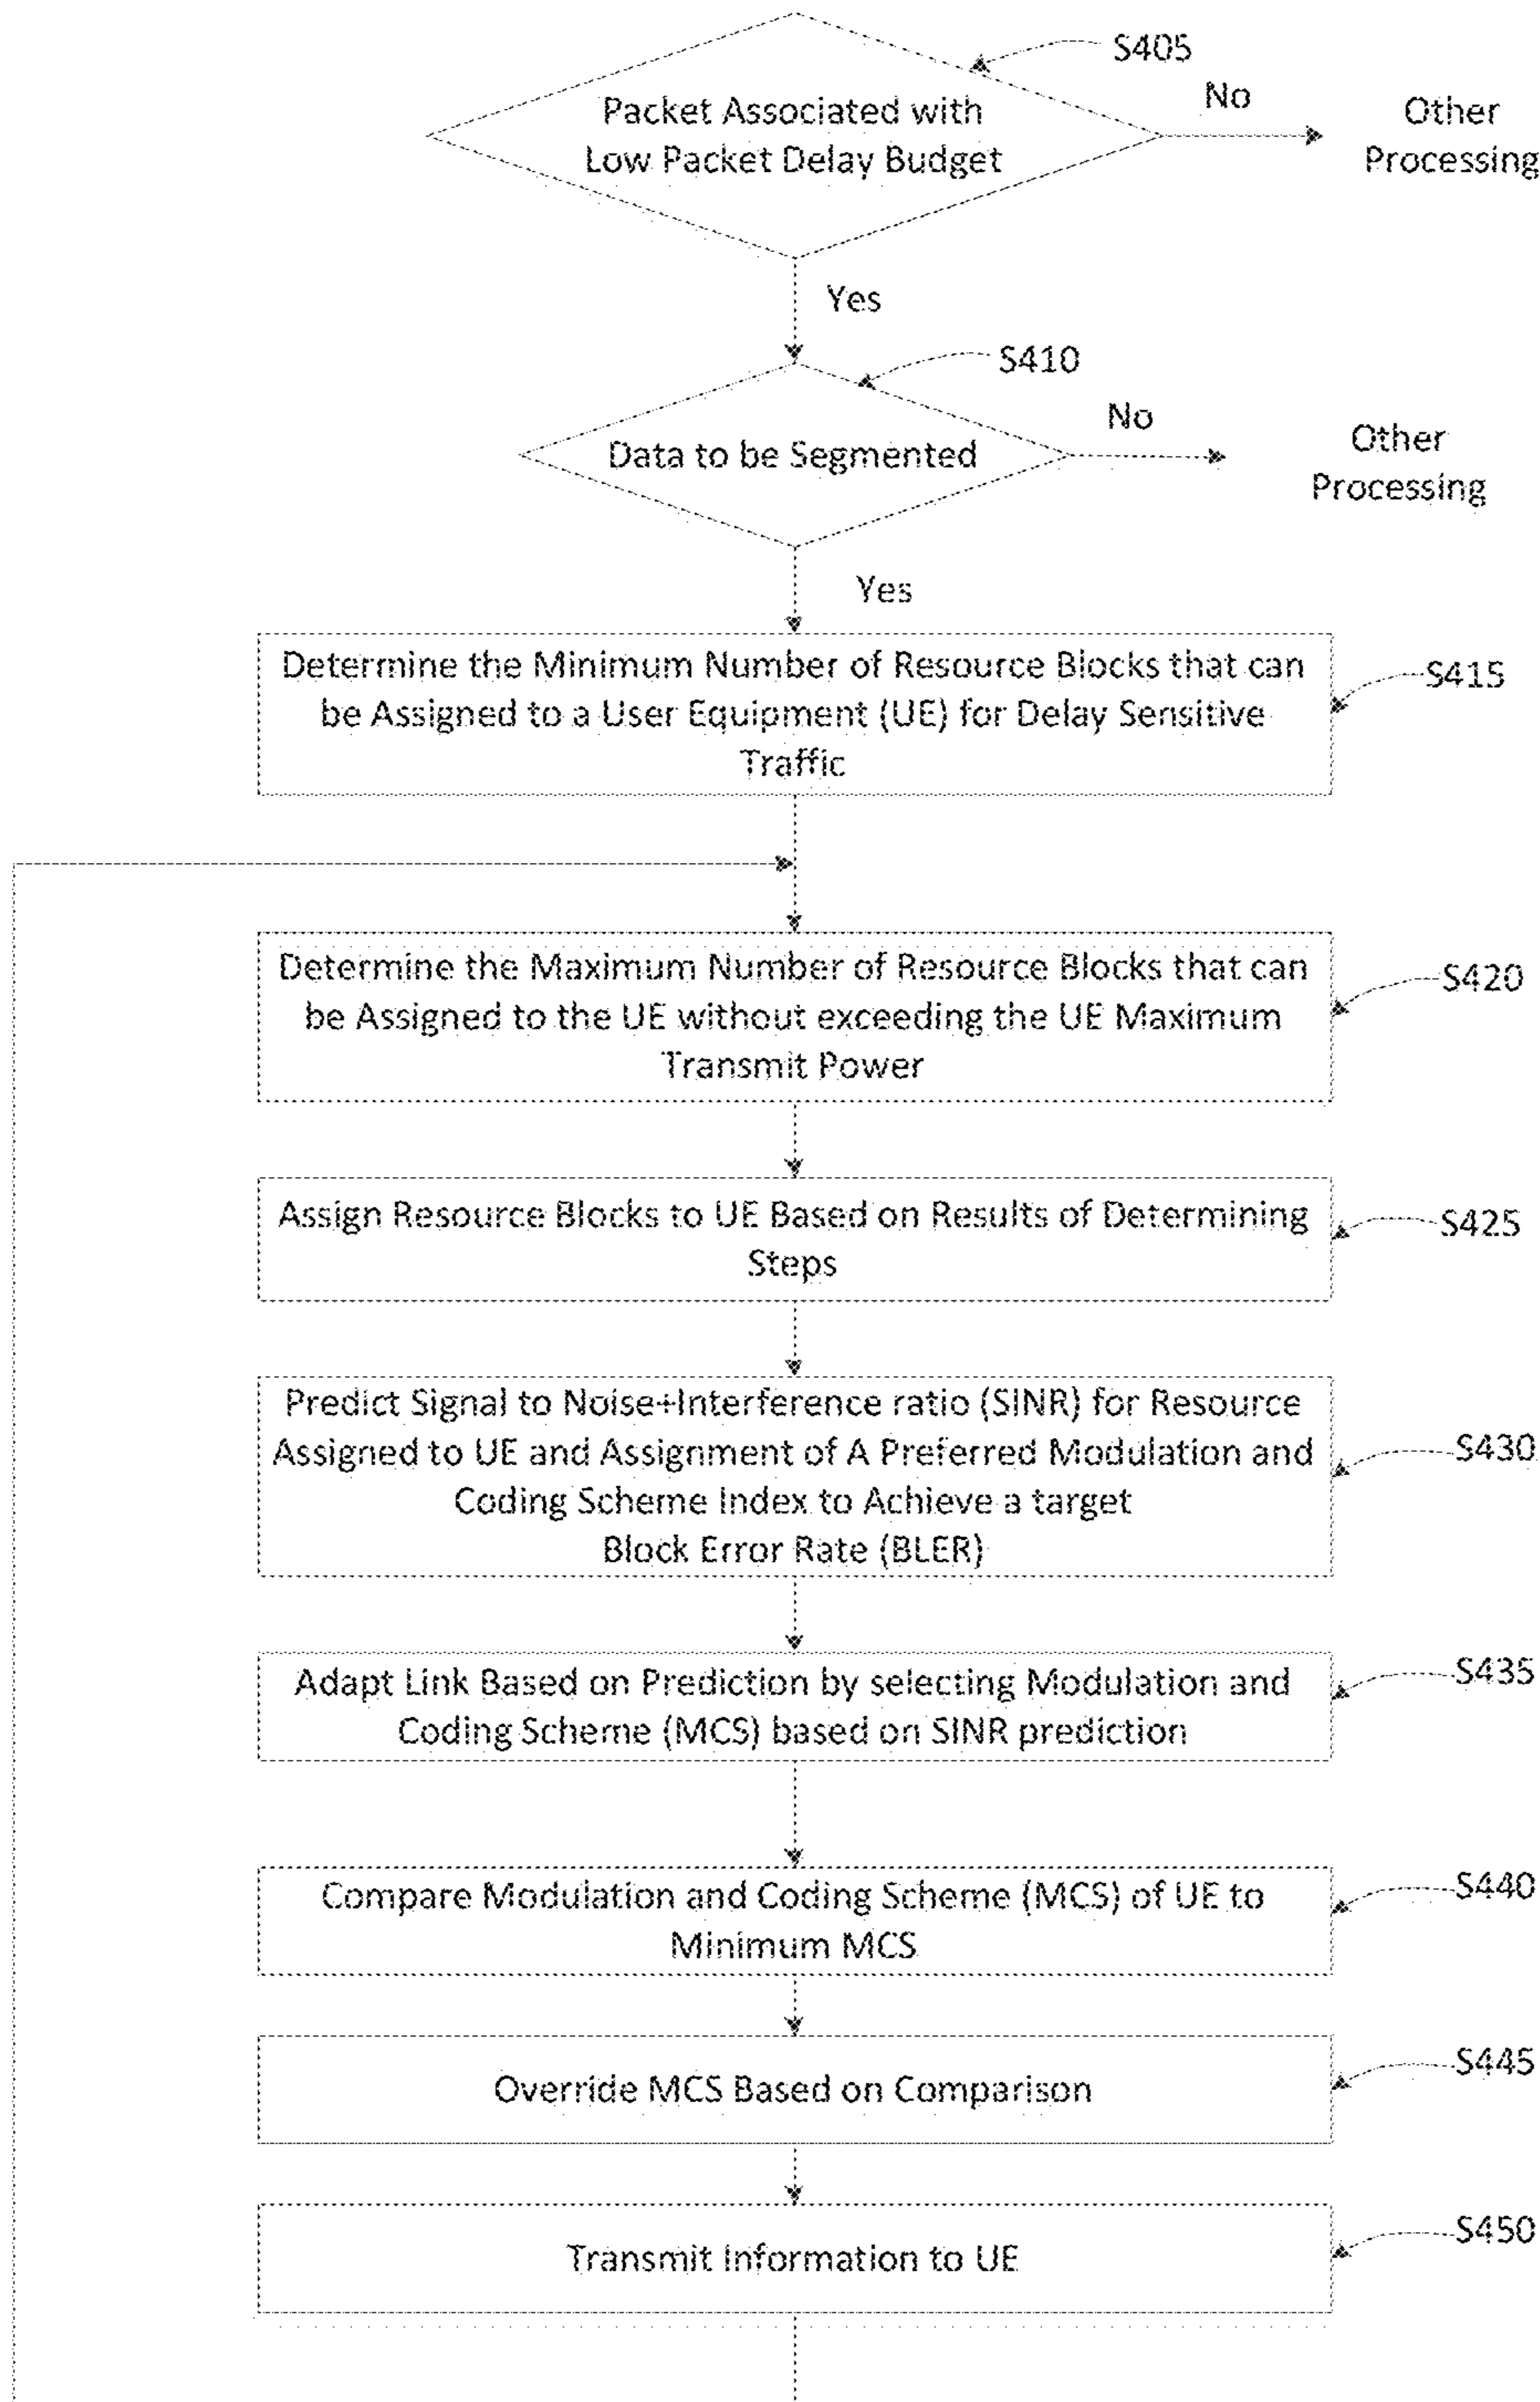 S405
Packet Associated with
Low Packet Delay Budget
No
Other
Processing
Yes
S410
Data to be Segmented
No
Other
Processing
Yes
Determine the Minimum Number of Resource Blocks that can
be Assigned to a User Equipment (UE) for Delay Sensitive
Traffic
S415
Determine the Maximum Number of Resource Blocks that can
be Assigned to the UE without exceeding the UE Maximum
Transmit Power
S420
Assign Resource Blocks to UE Based on Results of Determining
Steps
S425
Predict Signal to Noise+Interference ratio (SINR) for Resource
Assigned to UE and Assignment of A Preferred Modulation and
Coding Scheme Index to Achieve a target
Block Error Rate (BLER)
S430
Adapt Link Based on Prediction by selecting Modulation and
Coding Scheme (MCS) based on SINR prediction
S435
Compare Modulation and Coding Scheme (MCS) of UE to
Minimum MCS
S440
Override MCS Based on Comparison
S445
Transmit Information to UE
S450